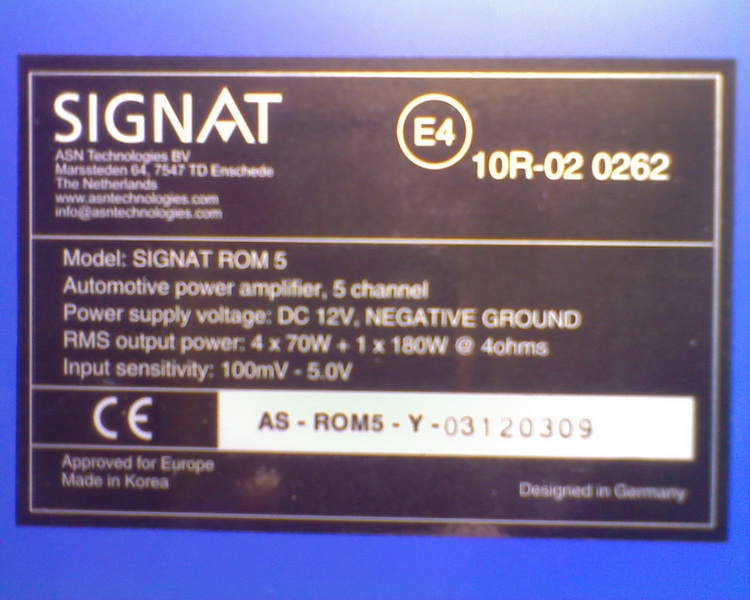 SIGNAT
ASN Technologies BV
Marssteden 64, 7547 TD Enschede
The Netherlands
www.asntechnologies.com
info@asntechnologies.com
E4
10R-02 0262
Model: SIGNAT ROM 5
Automotive power amplifier, 5 channel
Power supply voltage: DC 12V, NEGATIVE GROUND
RMS output power: 4 x 70W + 1 x 180W @ 4ohms
Input sensitivity: 100mV - 5.0V
CE
AS - ROM5 - Y - 03120309
Approved for Europe
Made in Korea
Designed in Germany